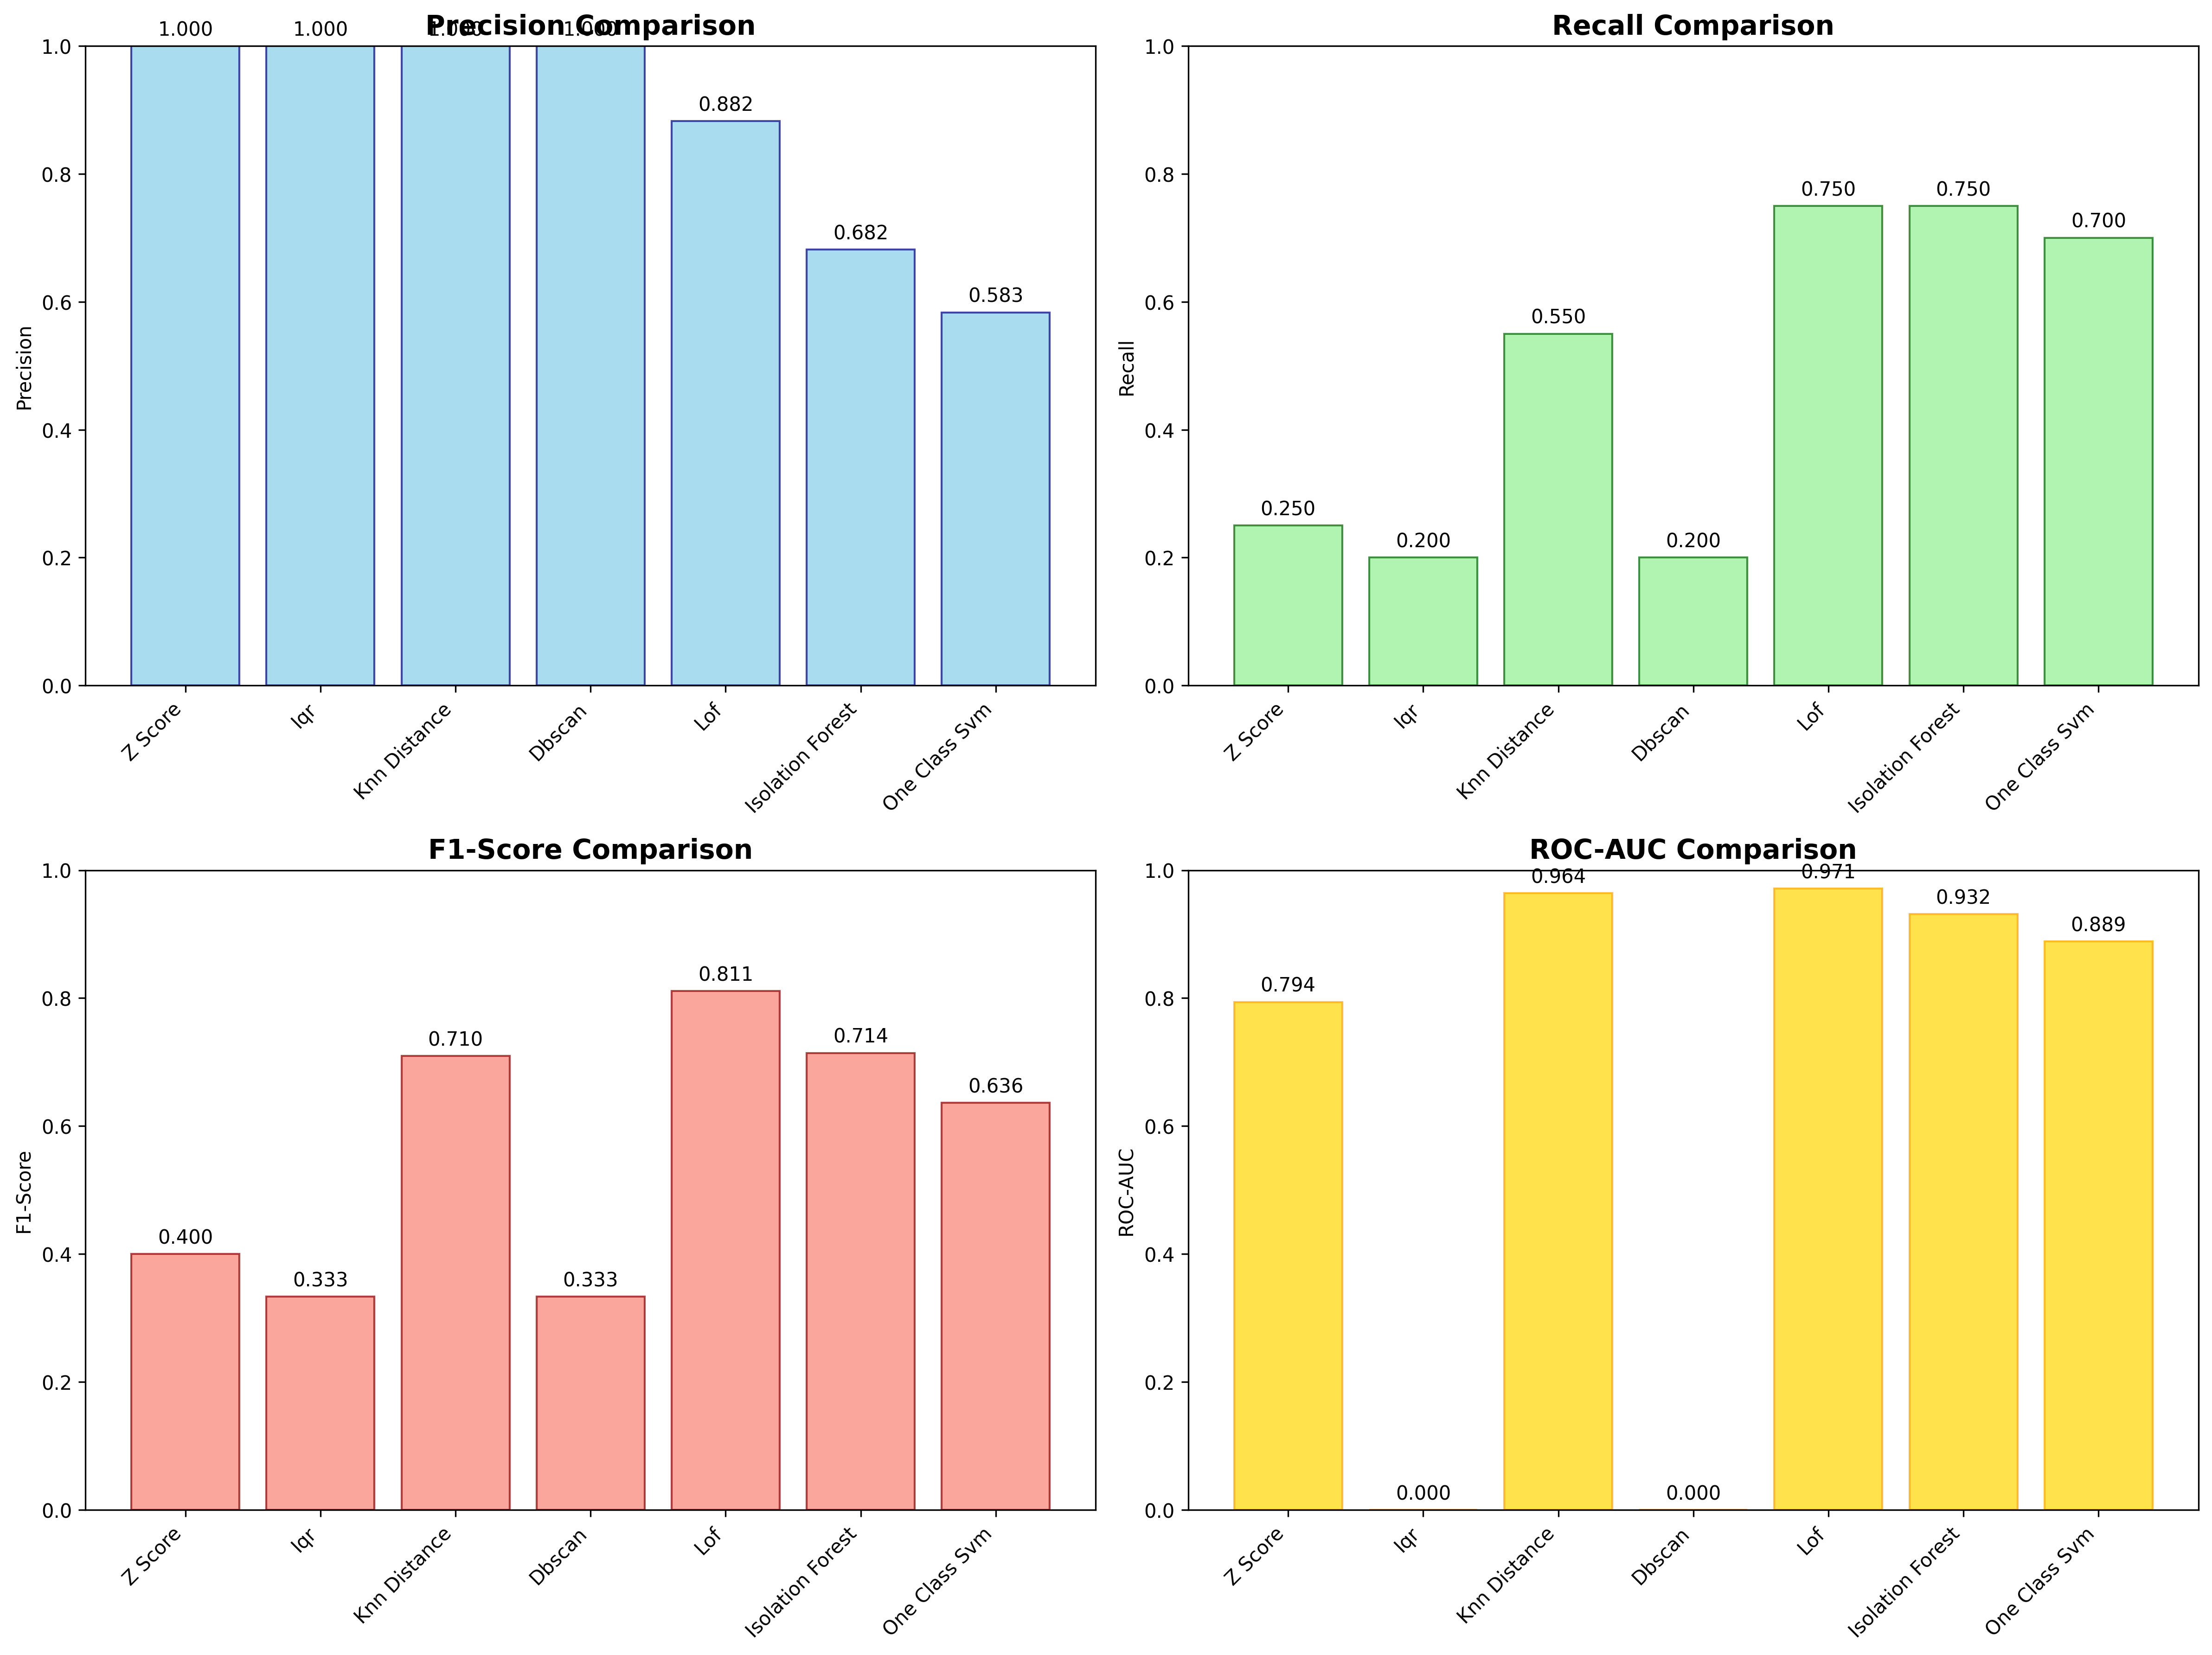 Precision Comparison
1.000
1.000
1.000
1.000
0.882
0.682
0.583
1.0
0.8
0.6
0.4
0.2
0.0
Precision
Z Score
Iqr
Knn Distance
Dbscan
Lof
Isolation Forest
One Class Svm
Recall Comparison
0.250
0.200
0.550
0.200
0.750
0.750
0.700
1.0
0.8
0.6
0.4
0.2
0.0
Recall
Z Score
Iqr
Knn Distance
Dbscan
Lof
Isolation Forest
One Class Svm
F1-Score Comparison
0.400
0.333
0.710
0.333
0.811
0.714
0.636
1.0
0.8
0.6
0.4
0.2
0.0
F1-Score
Z Score
Iqr
Knn Distance
Dbscan
Lof
Isolation Forest
One Class Svm
ROC-AUC Comparison
0.794
0.000
0.964
0.000
0.971
0.932
0.889
1.0
0.8
0.6
0.4
0.2
0.0
ROC-AUC
Z Score
Iqr
Knn Distance
Dbscan
Lof
Isolation Forest
One Class Svm